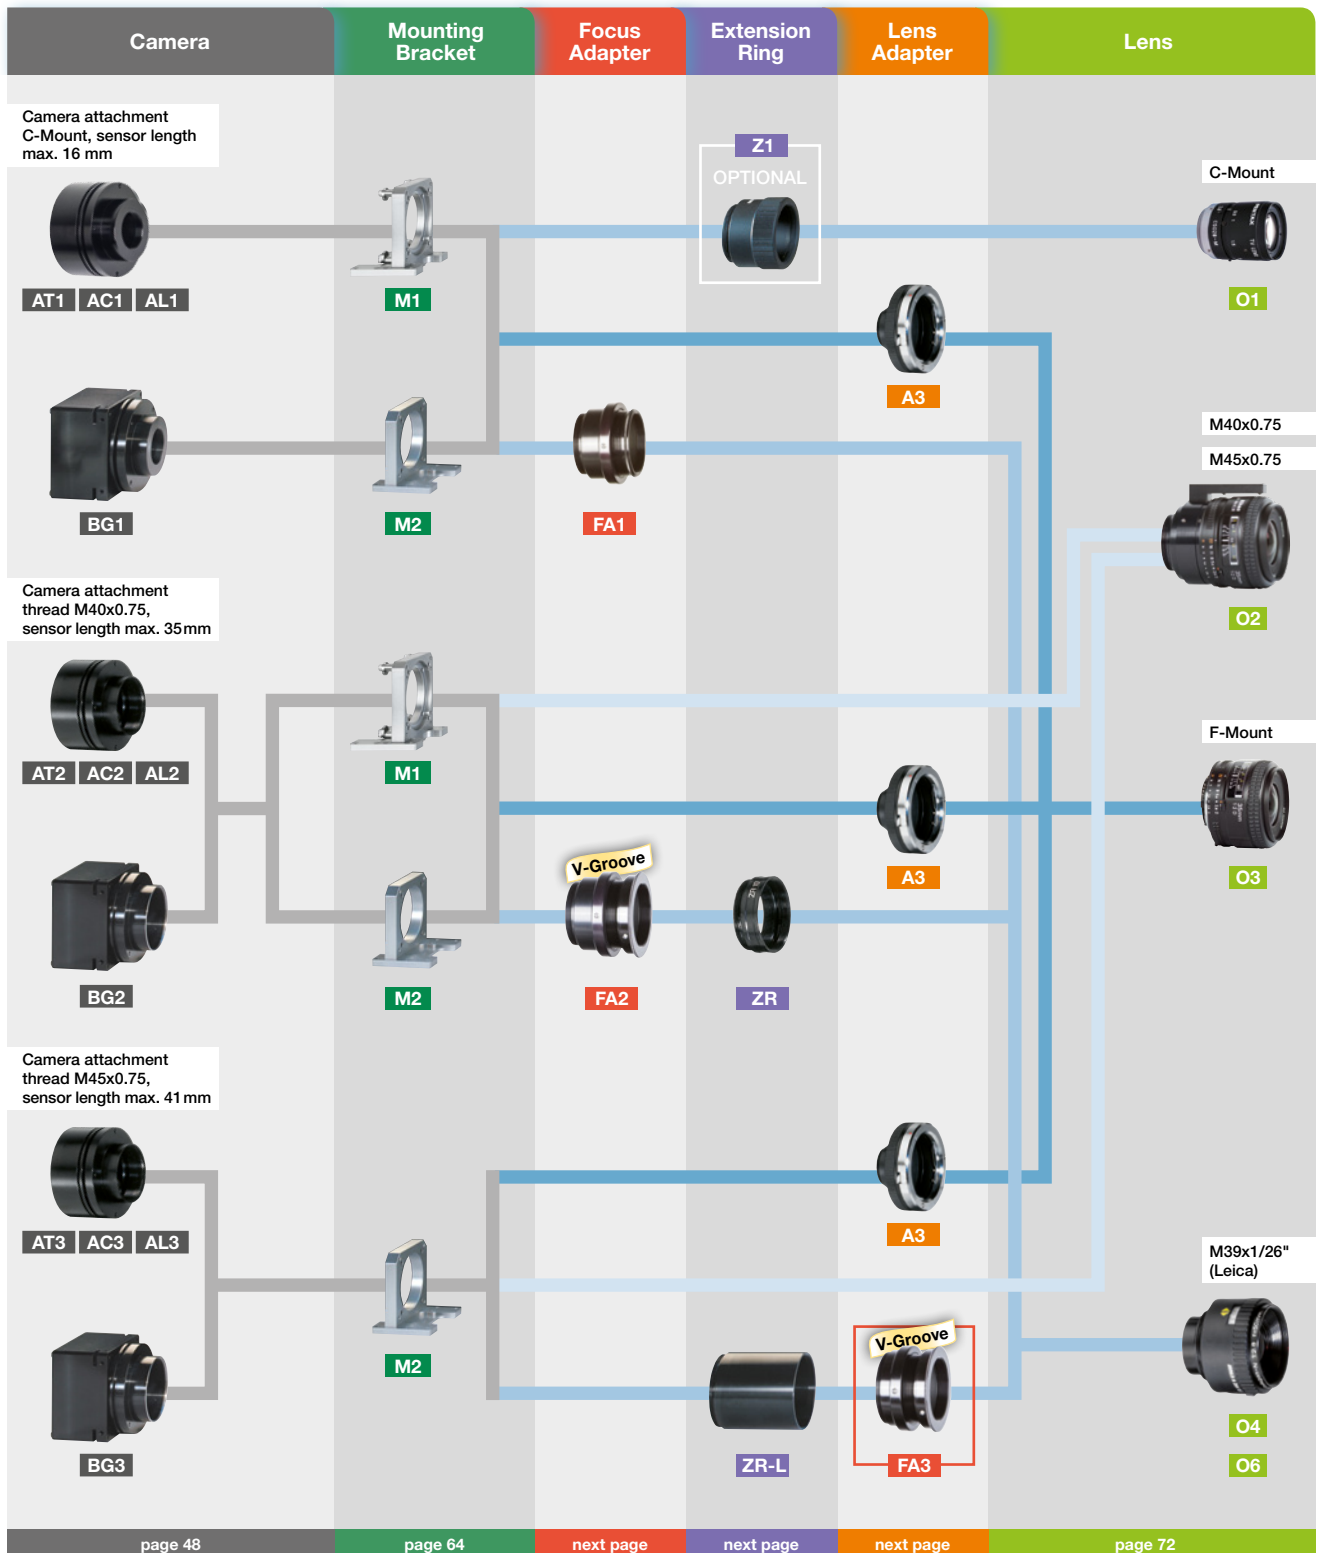 Camera
Mounting
Bracket
Focus
Adapter
Extension
Ring
Lens
Adapter
Lens
Camera attachment
C-Mount, sensor length
max. 16 mm
Z1
OPTIONAL
C-Mount
AT1 AC1 AL1
M1
O1
A3
M40x0.75
M45x0.75
BG1
M2
FA1
Camera attachment
thread M40x0.75,
sensor length max. 35 mm
O2
F-Mount
AT2 AC2 AL2
M1
V-Groove
A3
O3
BG2
M2
FA2
ZR
Camera attachment
thread M45x0.75,
sensor length max. 41 mm
AT3 AC3 AL3
A3
M39x1/26"
(Leica)
V-Groove
M2
O4
BG3
ZR-L
FA3
O6
page 48
page 64
next page
next page
next page
page 72